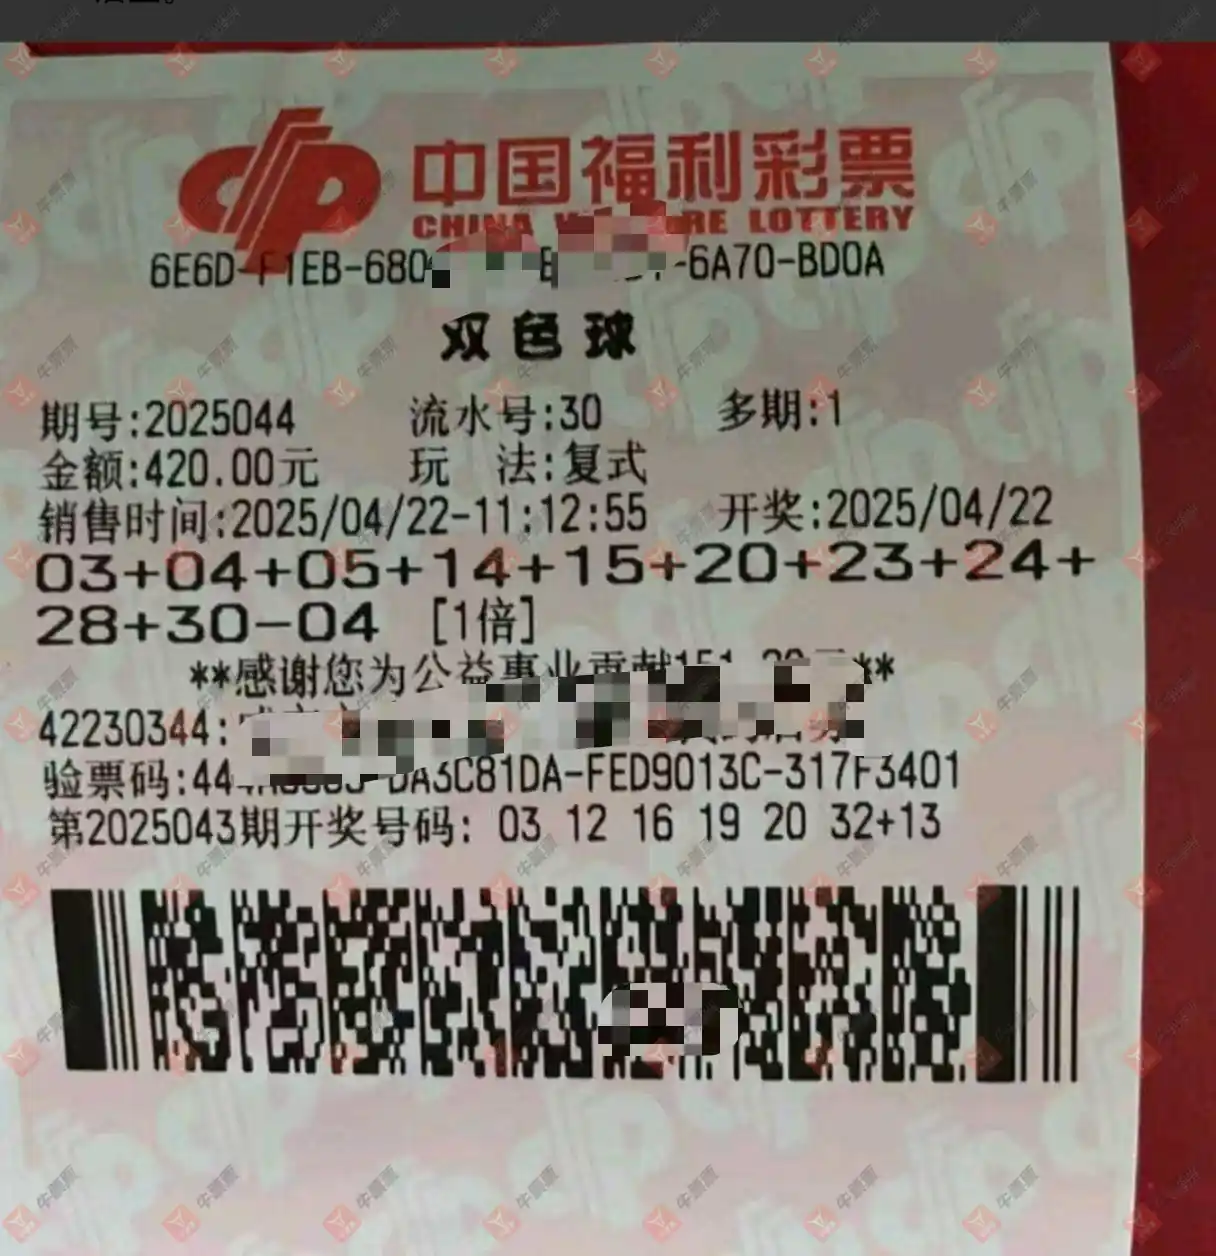 中国福利彩票
CHINA RE LOTTERY
6E6D-F1EB-680 -6A70-BD0A
双色球
期号:2025044 流水号:30 多期:1
金额:420.00元 玩 法:复式
销售时间:2025/04/22-11:12:55 开奖:2025/04/22
03+04+05+14+15+20+23+24+
28+30-04 [1倍]
**感谢您为公益事业贡献151. **
42230344:
验票码:44 -DA3C81DA-FED9013C-317F3401
第2025043期开奖号码: 03 12 16 19 20 32+13